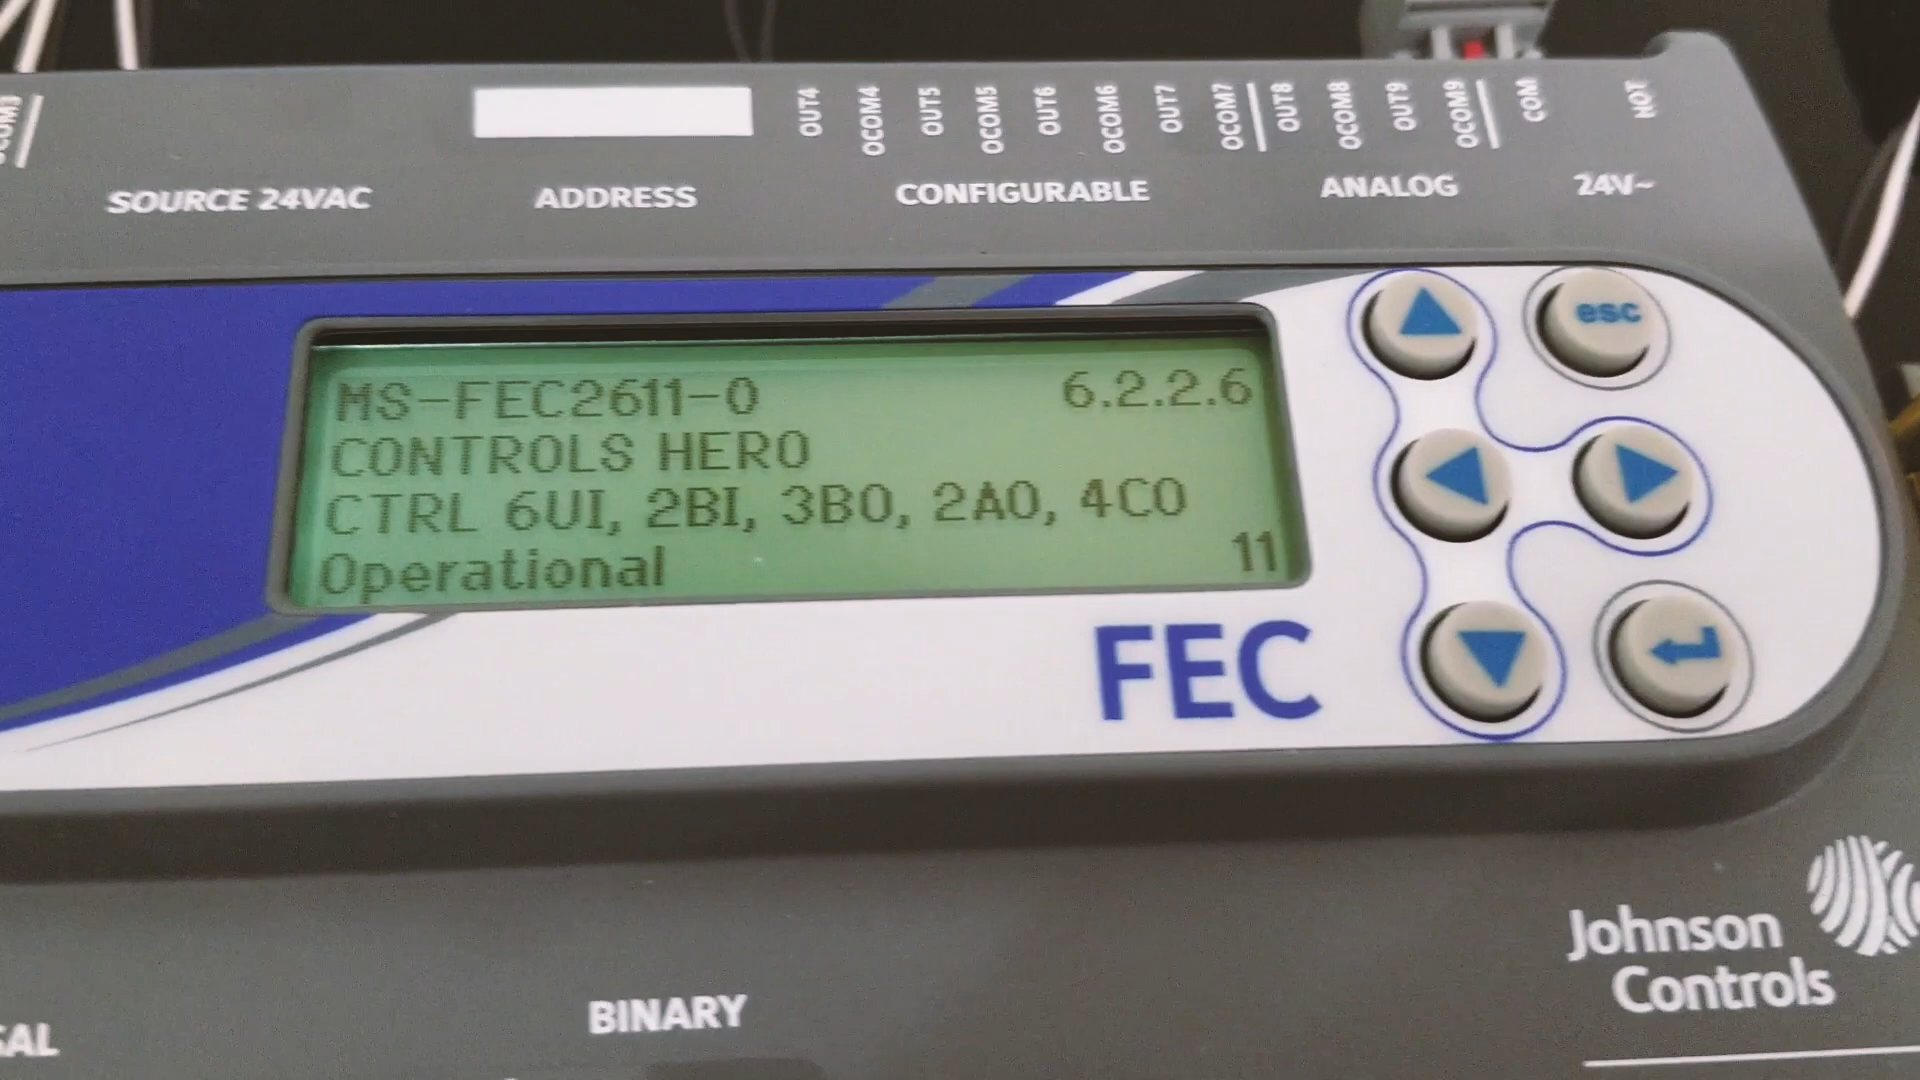 OUT4 OCOM4 OUT5 OCOM5 OUT6 OCOM6 OUT7 OCOM7 OUT8 OCOM8 OUT9 OCOM9 COM HOT
SOURCE 24VAC ADDRESS CONFIGURABLE ANALOG 24V~
esc
MS-FEC2611-0 6.2.2.6
CONTROLS HERO
CTRL 6UI, 2BI, 3BO, 2AO, 4CO
Operational 11
FEC
Johnson
Controls
BINARY